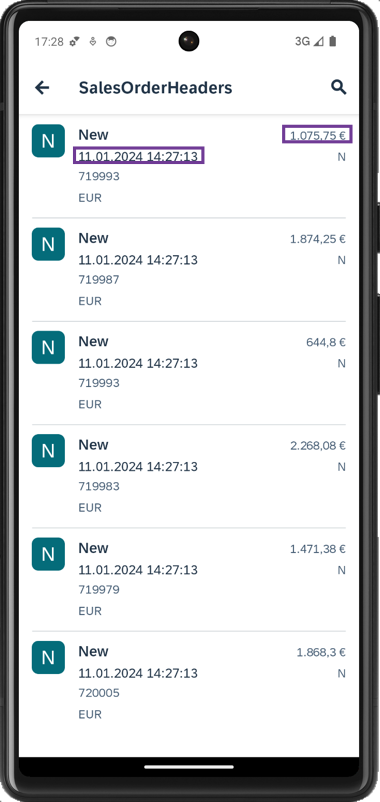 17:28
3G
SalesOrderHeaders
N
New
1.075,75 €
11.01.2024 14:27:13
N
719993
EUR
N
New
1.874,25 €
11.01.2024 14:27:13
N
719987
EUR
N
New
644,8 €
11.01.2024 14:27:13
N
719993
EUR
N
New
2.268,08 €
11.01.2024 14:27:13
N
719983
EUR
N
New
1.471,38 €
11.01.2024 14:27:13
N
719979
EUR
N
New
1.868,3 €
11.01.2024 14:27:13
N
720005
EUR